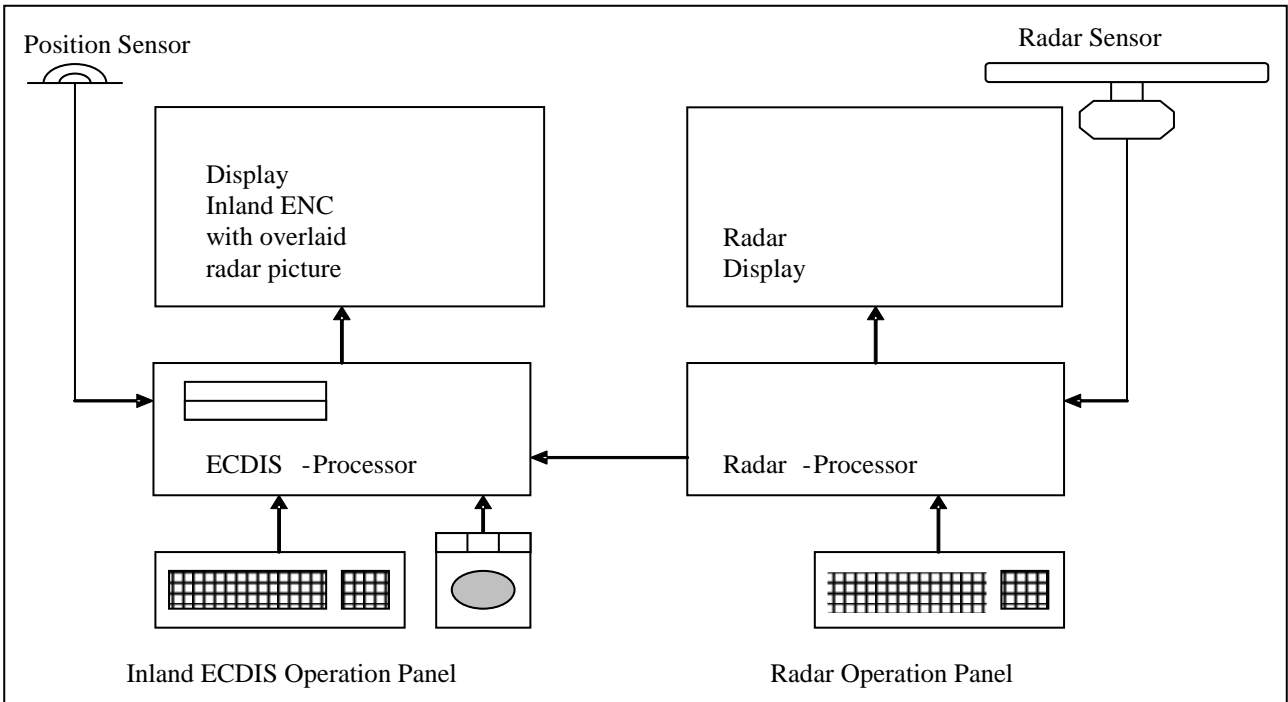 Position Sensor
Radar Sensor
Display
Inland ENC
with overlaid
radar picture
Radar
Display
ECDIS -Processor
Radar -Processor
Inland ECDIS Operation Panel
Radar Operation Panel